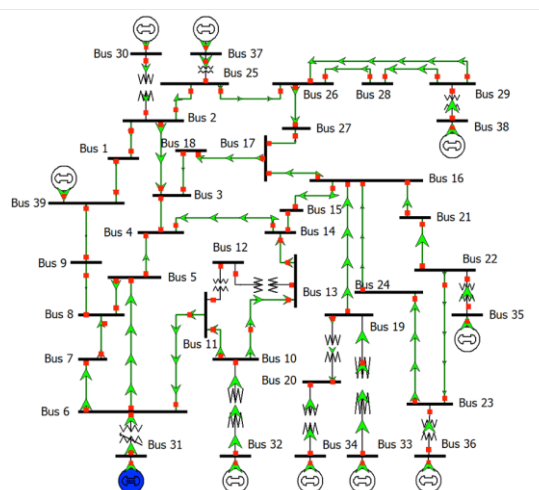 Bus 30
Bus 37
Bus 25
Bus 26
Bus 28
Bus 29
Bus 2
Bus 38
Bus 1
Bus 18
Bus 17
Bus 27
Bus 39
Bus 3
Bus 16
Bus 15
Bus 21
Bus 4
Bus 14
Bus 12
Bus 9
Bus 5
Bus 13
Bus 22
Bus 24
Bus 8
Bus 35
Bus 19
Bus 11
Bus 7
Bus 10
Bus 20
Bus 6
Bus 23
Bus 31
Bus 32
Bus 34
Bus 33
Bus 36